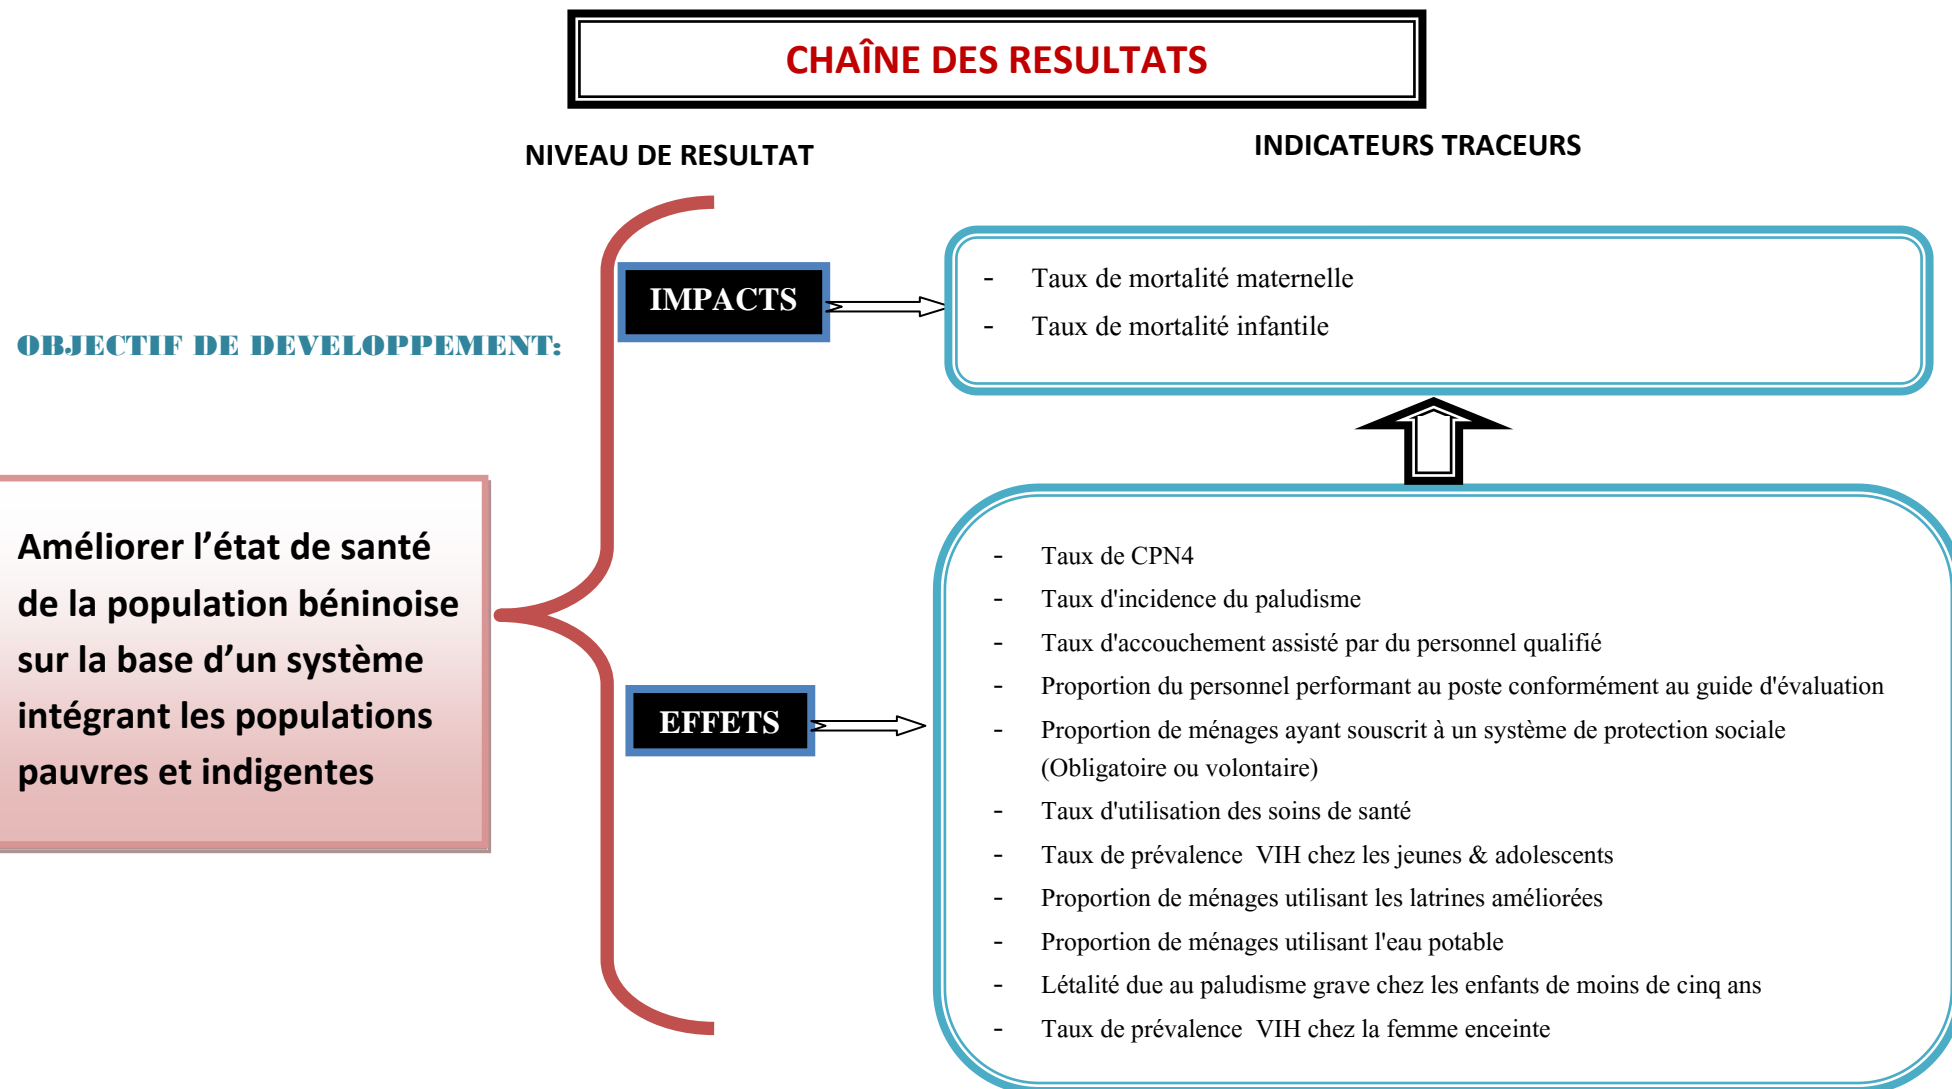 CHAÎNE DES RESULTATS
NIVEAU DE RESULTAT
INDICATEURS TRACEURS
OBJECTIF DE DEVELOPPEMENT:
Améliorer l’état de santé
de la population béninoise
sur la base d’un système
intégrant les populations
pauvres et indigentes
IMPACTS
- Taux de mortalité maternelle
- Taux de mortalité infantile
EFFETS
- Taux de CPN4
- Taux d'incidence du paludisme
- Taux d'accouchement assisté par du personnel qualifié
- Proportion du personnel performant au poste conformément au guide d'évaluation
- Proportion de ménages ayant souscrit à un système de protection sociale
(Obligatoire ou volontaire)
- Taux d'utilisation des soins de santé
- Taux de prévalence  VIH chez les jeunes & adolescents
- Proportion de ménages utilisant les latrines améliorées
- Proportion de ménages utilisant l'eau potable
- Létalité due au paludisme grave chez les enfants de moins de cinq ans
- Taux de prévalence  VIH chez la femme enceinte